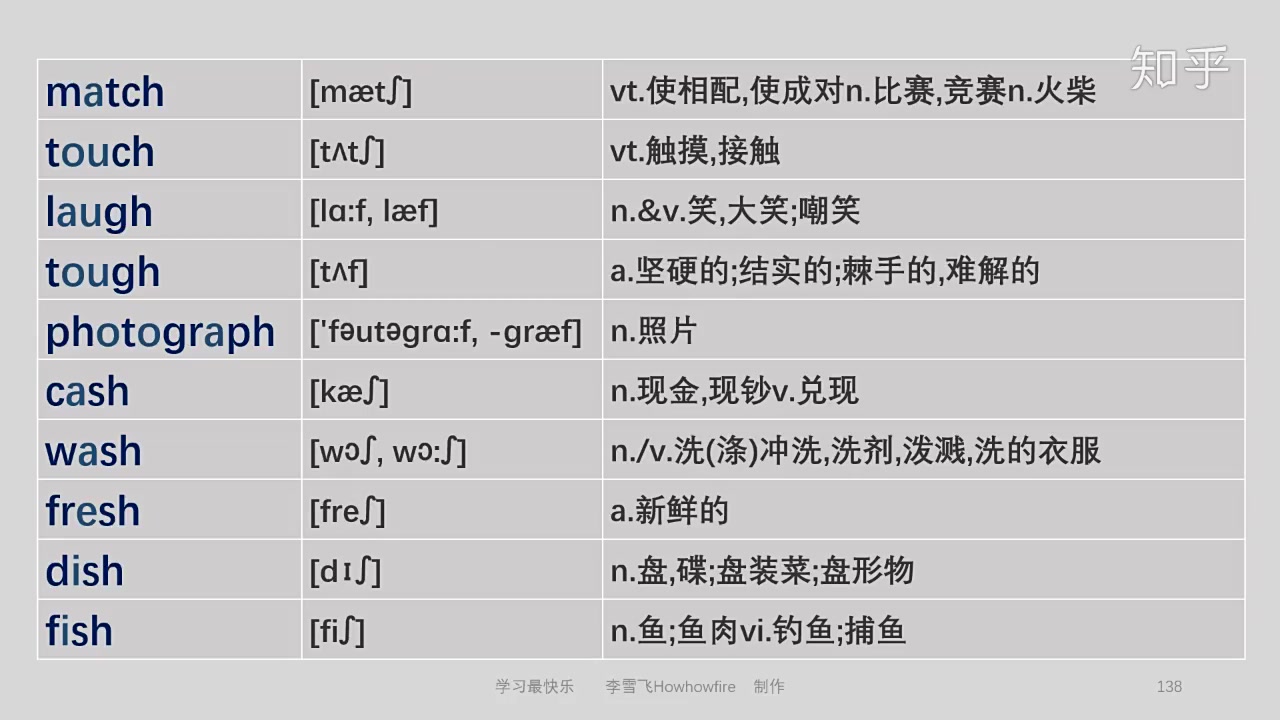 知乎
match [mætʃ] vt.使相配,使成对n.比赛,竞赛n.火柴
touch [tʌtʃ] vt.触摸,接触
laugh [lɑ:f, læf] n.&v.笑,大笑;嘲笑
tough [tʌf] a.坚硬的;结实的;棘手的,难解的
photograph ['fəutəgrɑ:f, -græf] n.照片
cash [kæʃ] n.现金,现钞v.兑现
wash [wɔʃ, wɔ:ʃ] n./v.洗(涤)冲洗,洗剂,泼溅,洗的衣服
fresh [freʃ] a.新鲜的
dish [dɪʃ] n.盘,碟;盘装菜;盘形物
fish [fiʃ] n.鱼;鱼肉vi.钓鱼;捕鱼
学习最快乐 李雪飞Howhowfire 制作 138